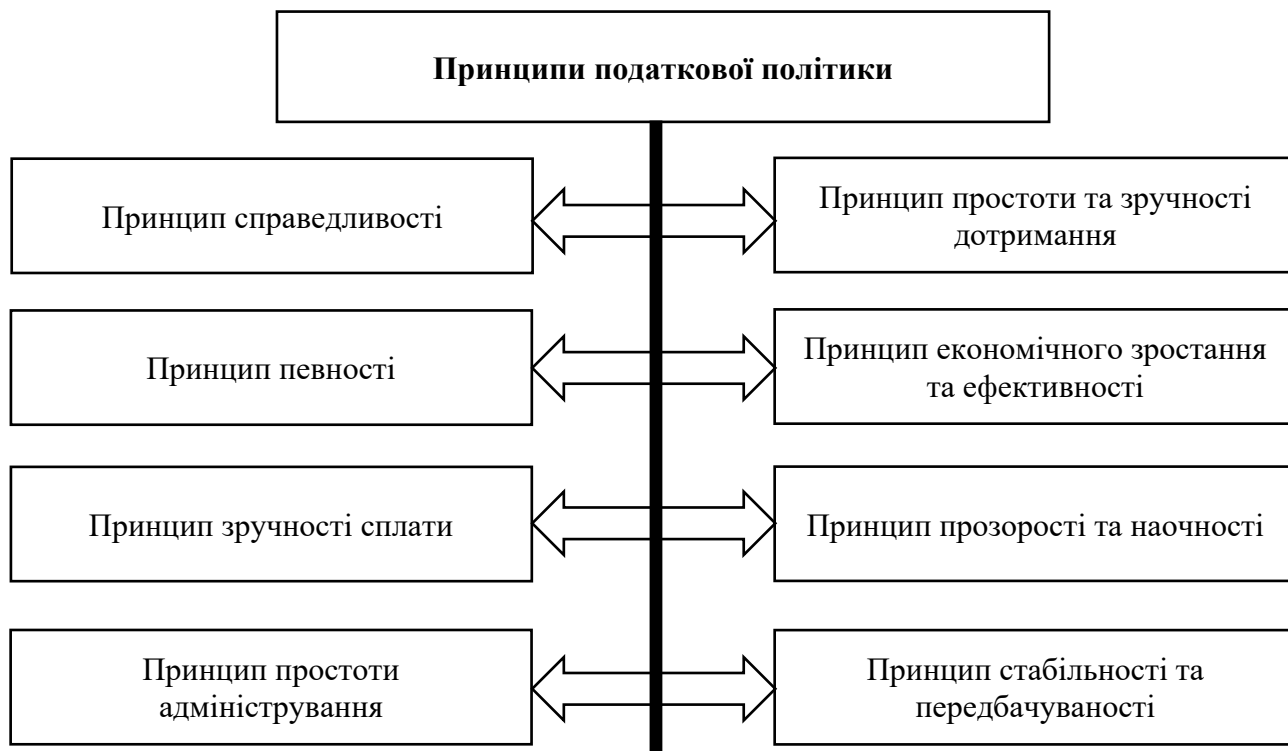 Принципи податкової політики
Принцип справедливості
Принцип простоти та зручності
дотримання
Принцип певності
Принцип економічного зростання
та ефективності
Принцип зручності сплати
Принцип прозорості та наочності
Принцип простоти
адміністрування
Принцип стабільності та
передбачуваності